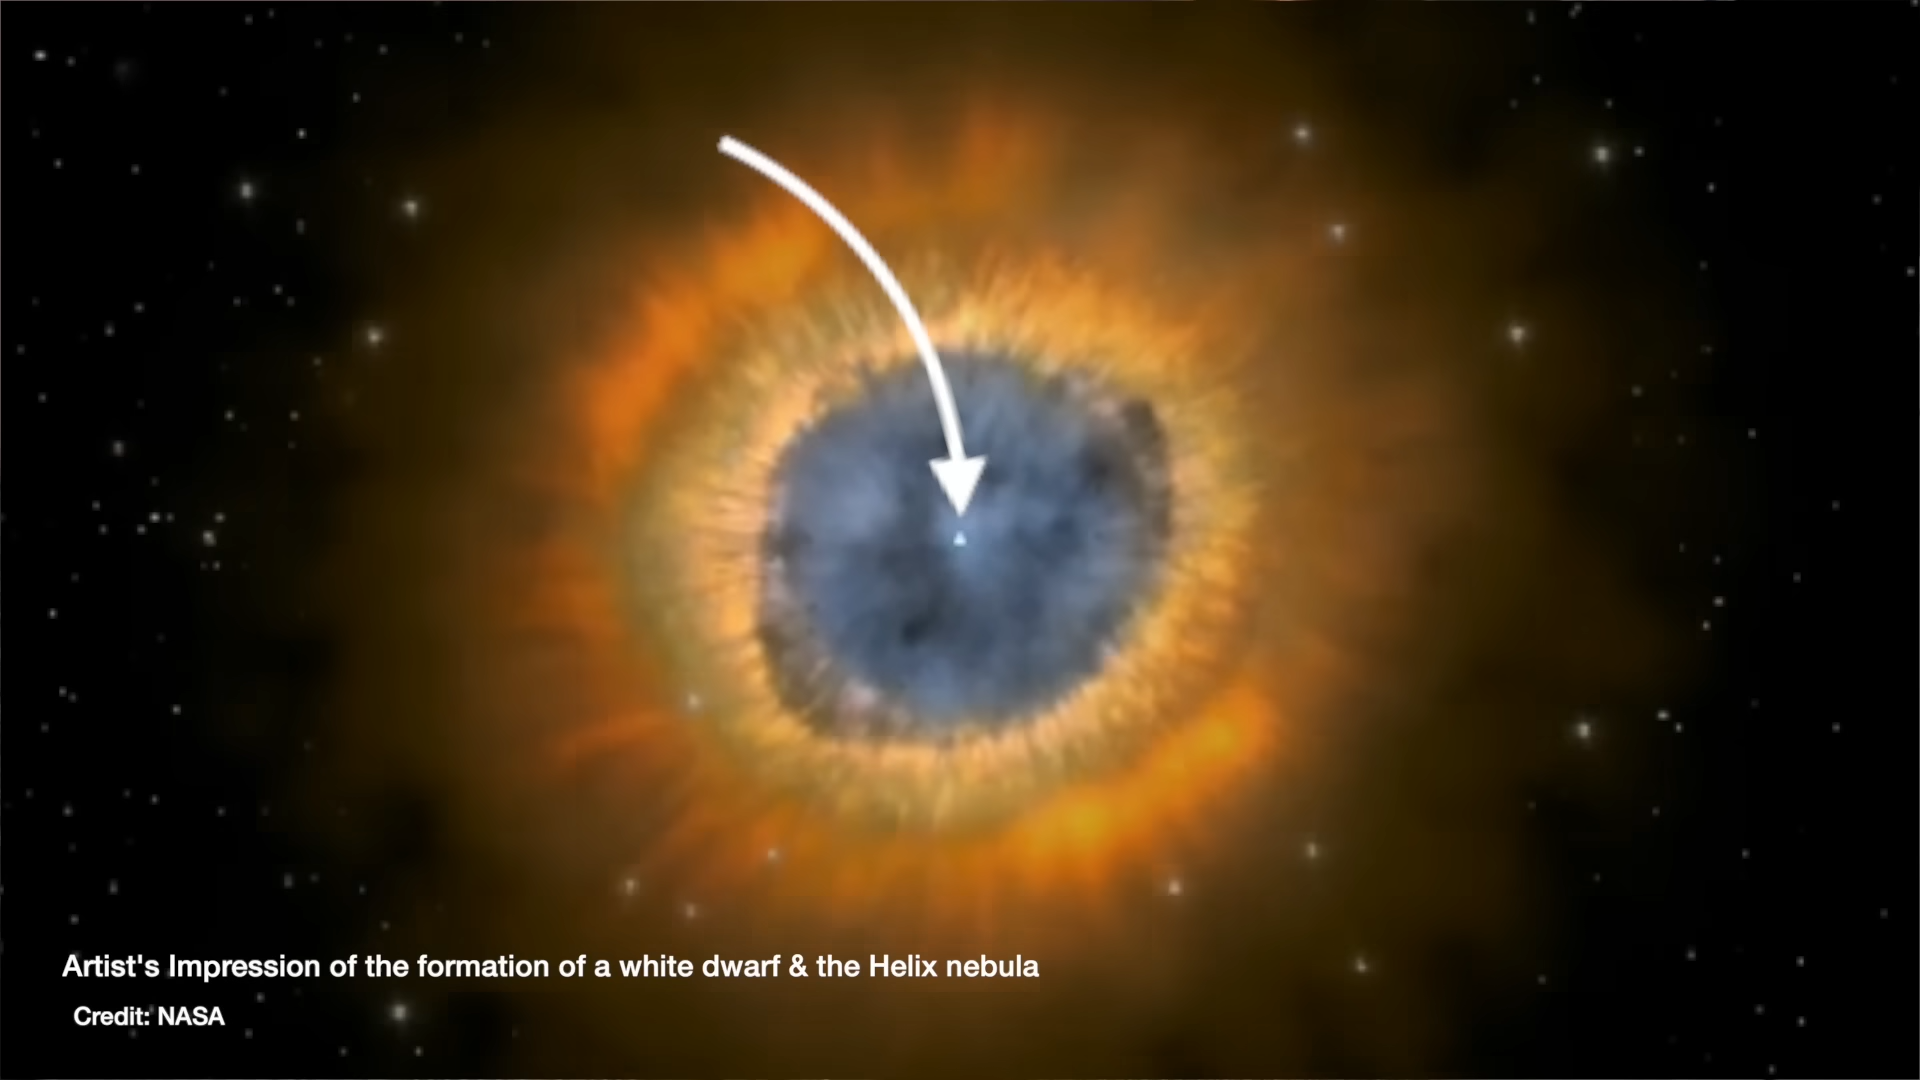 Artist's Impression of the formation of a white dwarf & the Helix nebula
Credit: NASA